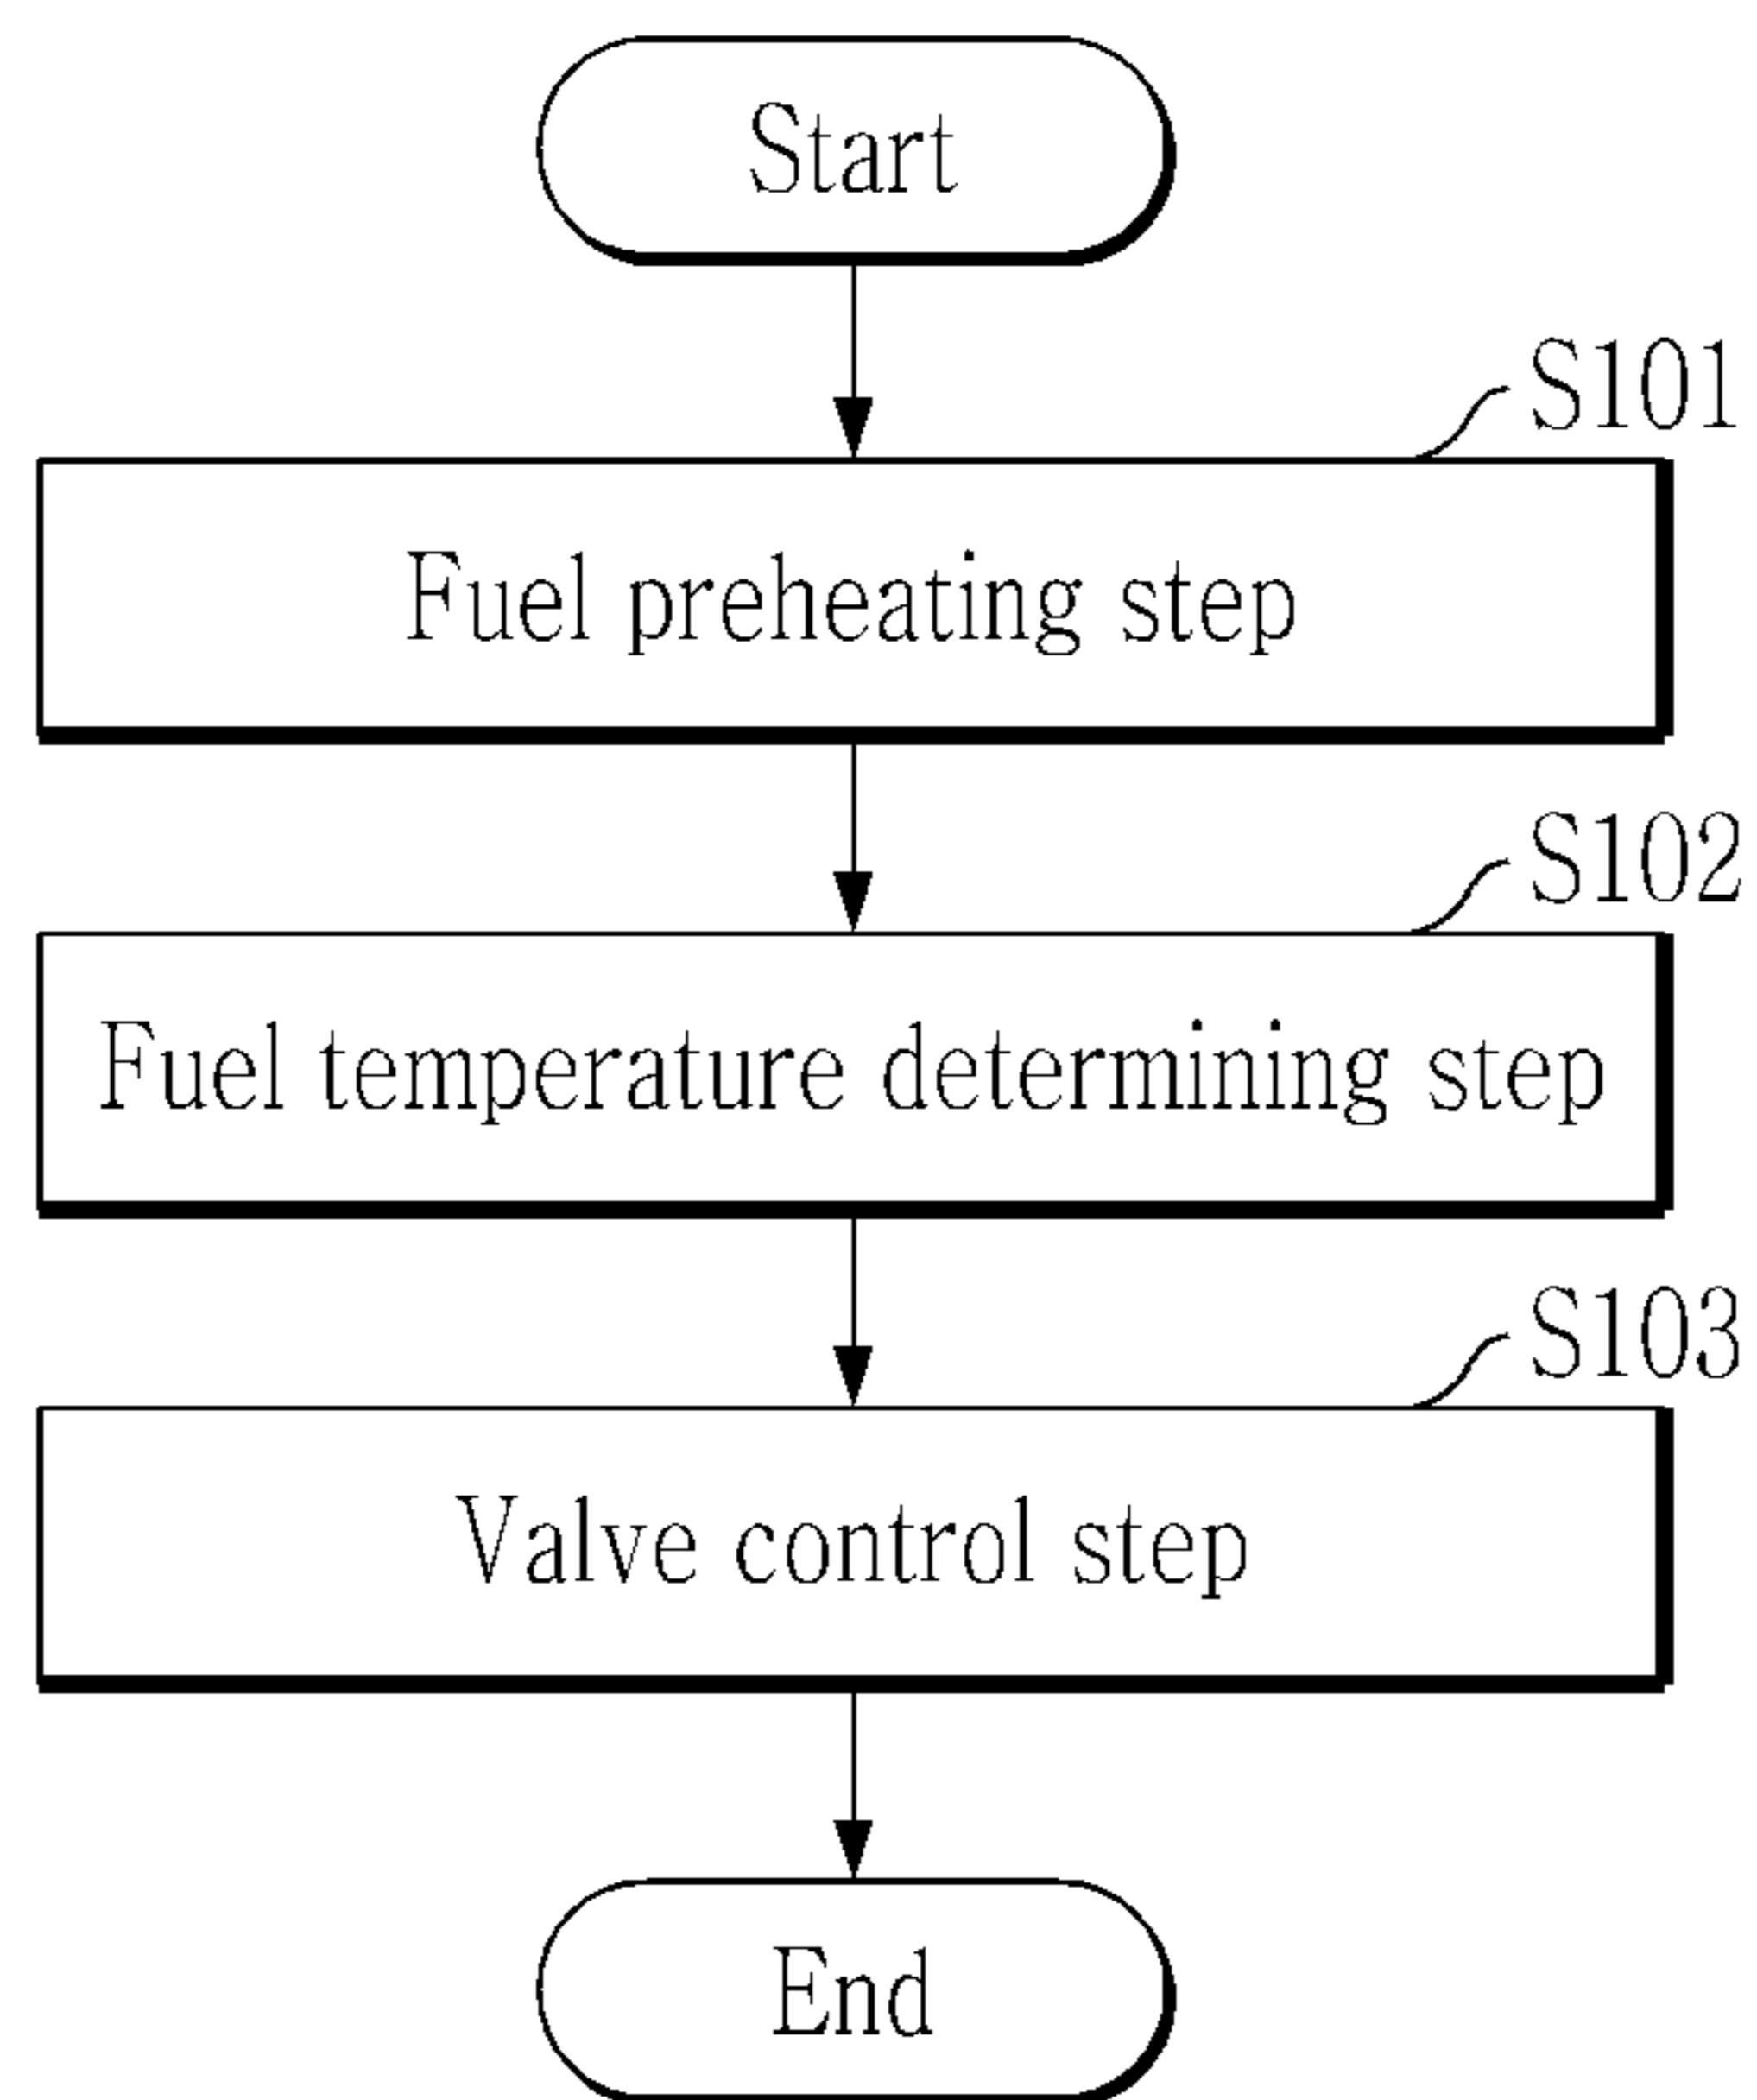 Start
S101
Fuel preheating step
S102
Fuel temperature determining step
S103
Valve control step
End